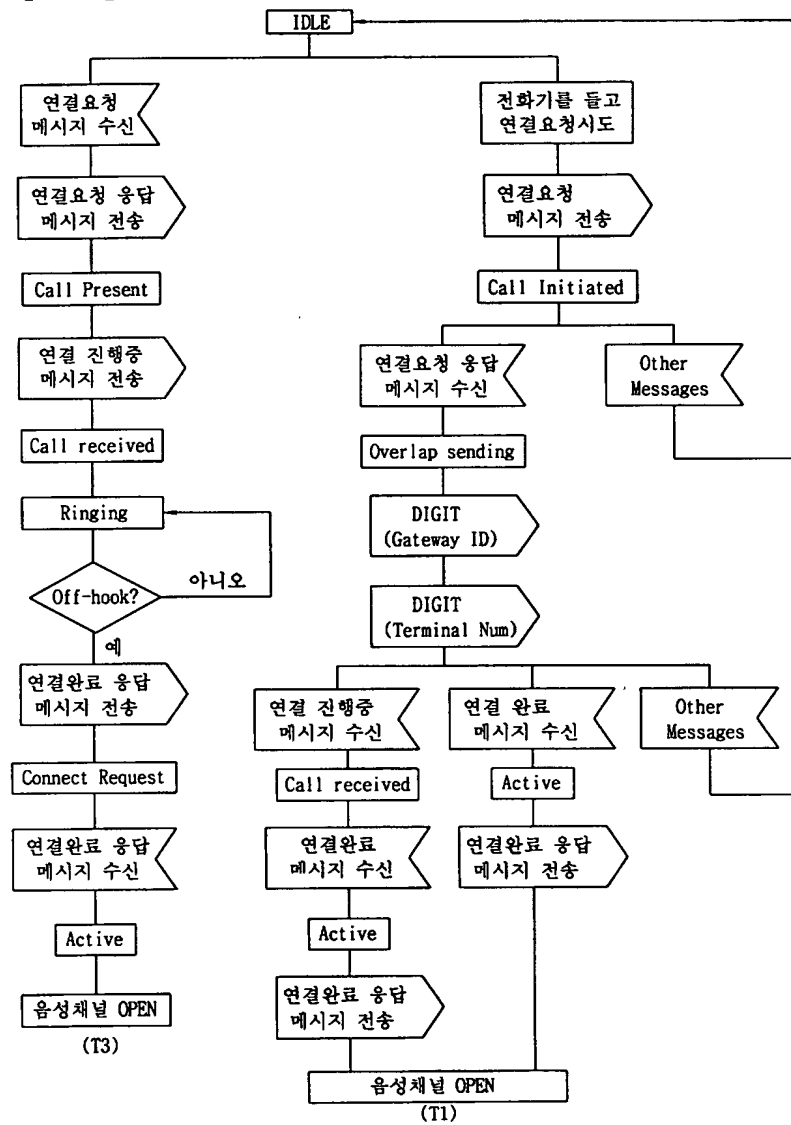 IDLE
연결요청
메시지 수신
연결요청 응답
메시지 전송
Call Present
연결 진행중
메시지 전송
Call received
Ringing
Off-hook?
아니오
예
연결완료 응답
메시지 전송
Connect Request
연결완료 응답
메시지 수신
Active
음성채널 OPEN
(T3)
전화기를 들고
연결요청시도
연결요청
메시지 전송
Call Initiated
연결요청 응답
메시지 수신
Other
Messages
Overlap sending
DIGIT
(Gateway ID)
DIGIT
(Terminal Num)
연결 진행중
메시지 수신
Call received
연결완료
메시지 수신
Active
연결완료 응답
메시지 전송
연결 완료
메시지 수신
Active
연결완료 응답
메시지 전송
Other
Messages
음성채널 OPEN
(T1)